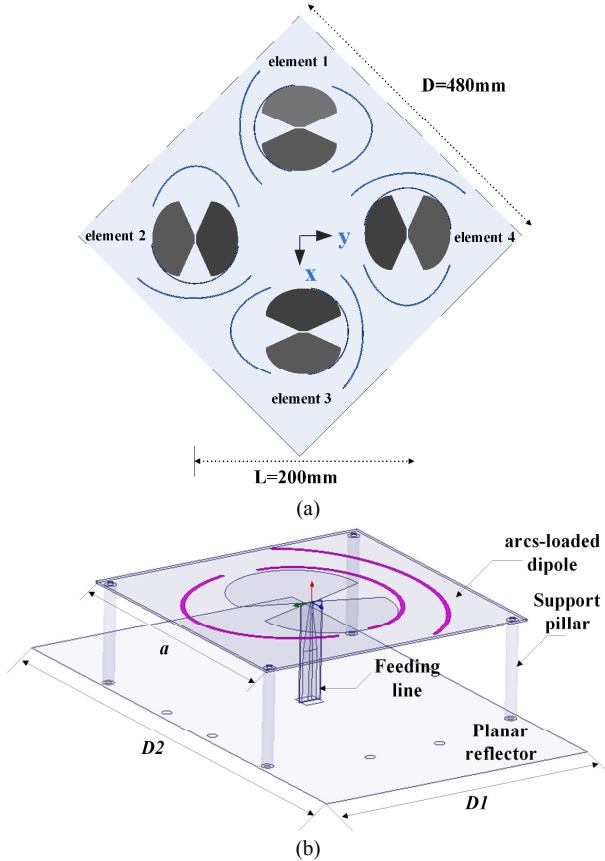 element 1
D=480mm
element 2
y
element 4
x
element 3
L=200mm
(a)
arcs-loaded
dipole
Support
pillar
a
Feeding
line
Planar
reflector
D2
D1
(b)